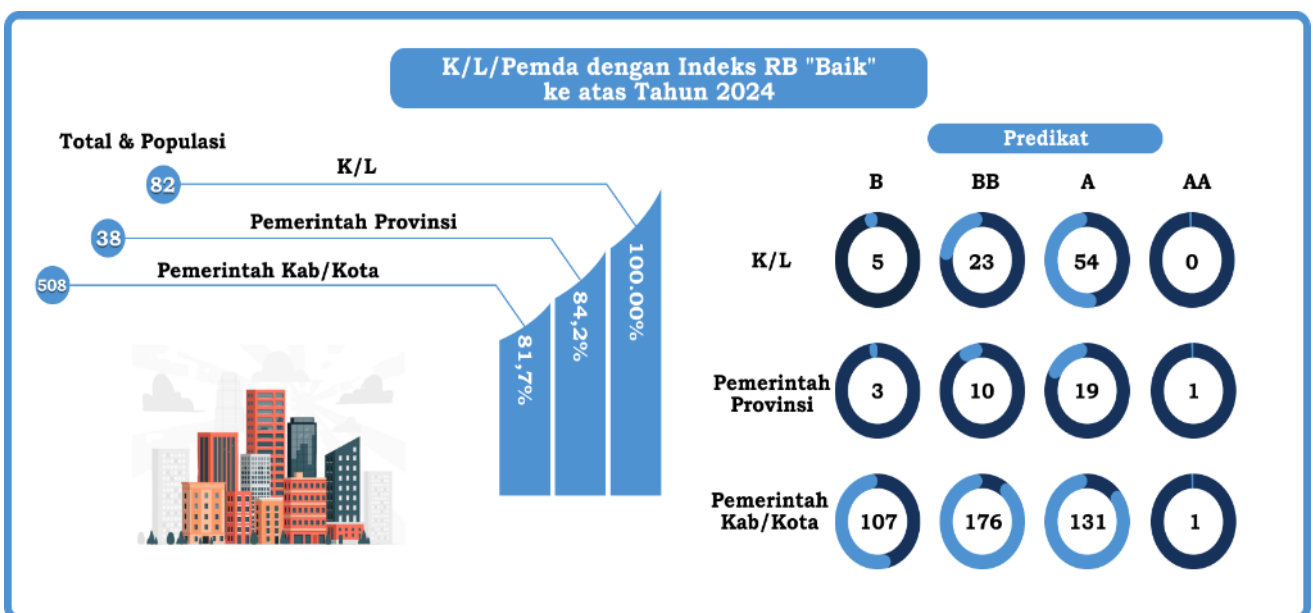 K/L/Pemda dengan Indeks RB "Baik"
ke atas Tahun 2024
Total & Populasi
82
K/L
38
Pemerintah Provinsi
508
Pemerintah Kab/Kota
81,7%
84,2%
100.00%
Predikat
B BB A AA
K/L 5 23 54 0
Pemerintah
Provinsi
3 10 19 1
Pemerintah
Kab/Kota
107 176 131 1